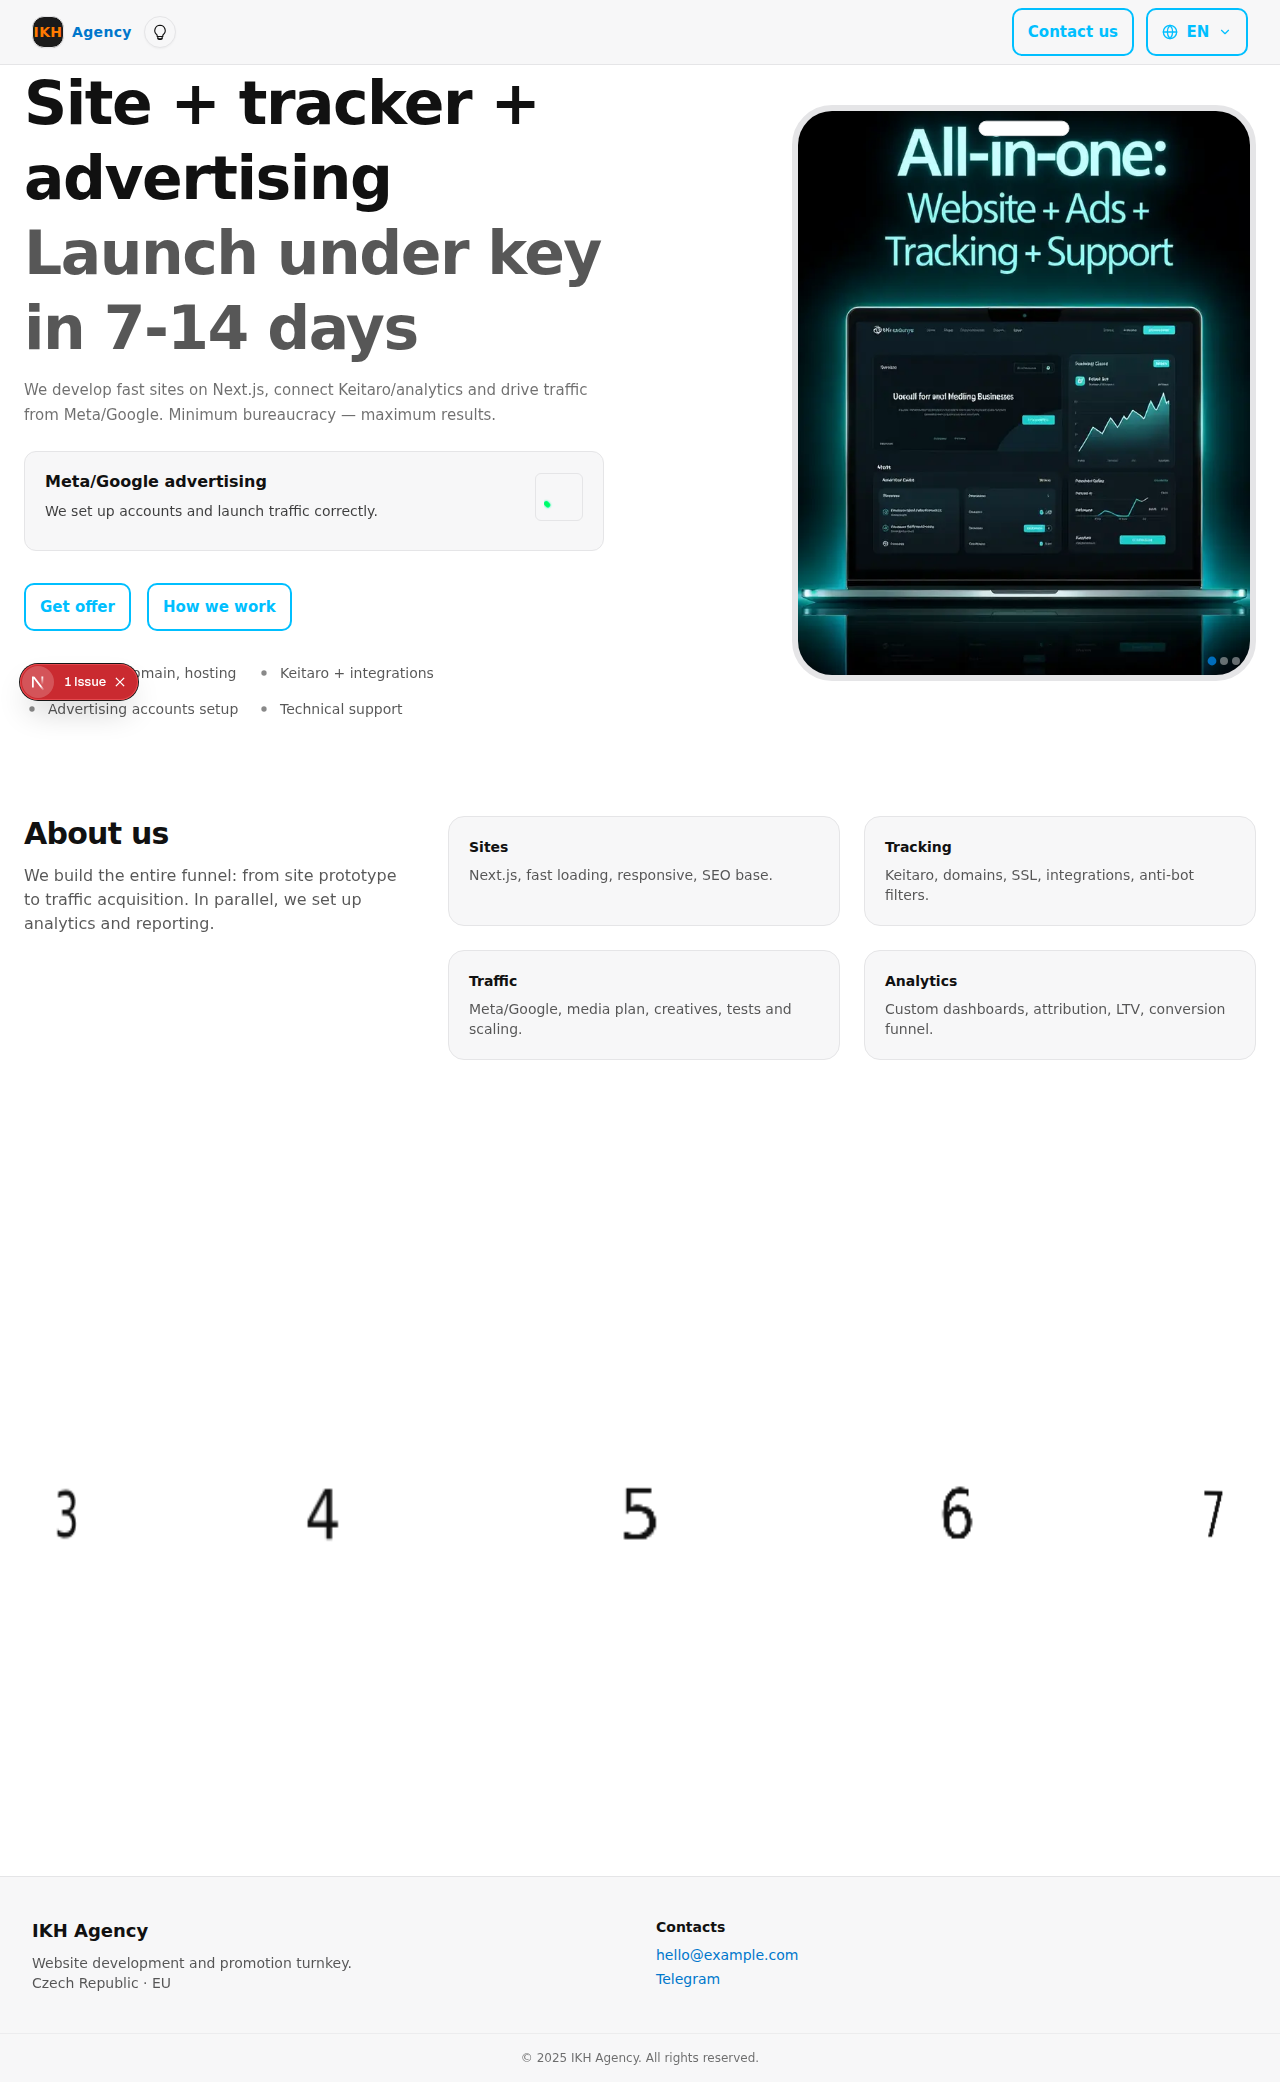 IKH Agency
Contact us
EN
Site + tracker +
advertising
Launch under key
in 7-14 days
We develop fast sites on Next.js, connect Keitaro/analytics and drive traffic
from Meta/Google. Minimum bureaucracy — maximum results.
Meta/Google advertising
We set up accounts and launch traffic correctly.
Get offer
How we work
hosting
Keitaro + integrations
1 Issue
Advertising accounts setup
Technical support
All-in-one:
Website + Ads +
Tracking + Support
About us
We build the entire funnel: from site prototype
to traffic acquisition. In parallel, we set up
analytics and reporting.
Sites
Next.js, fast loading, responsive, SEO base.
Tracking
Keitaro, domains, SSL, integrations, anti-bot
filters.
Traffic
Meta/Google, media plan, creatives, tests and
scaling.
Analytics
Custom dashboards, attribution, LTV, conversion
funnel.
3 4 5 6 7
IKH Agency
Website development and promotion turnkey.
Czech Republic · EU
Contacts
hello@example.com
Telegram
© 2025 IKH Agency. All rights reserved.